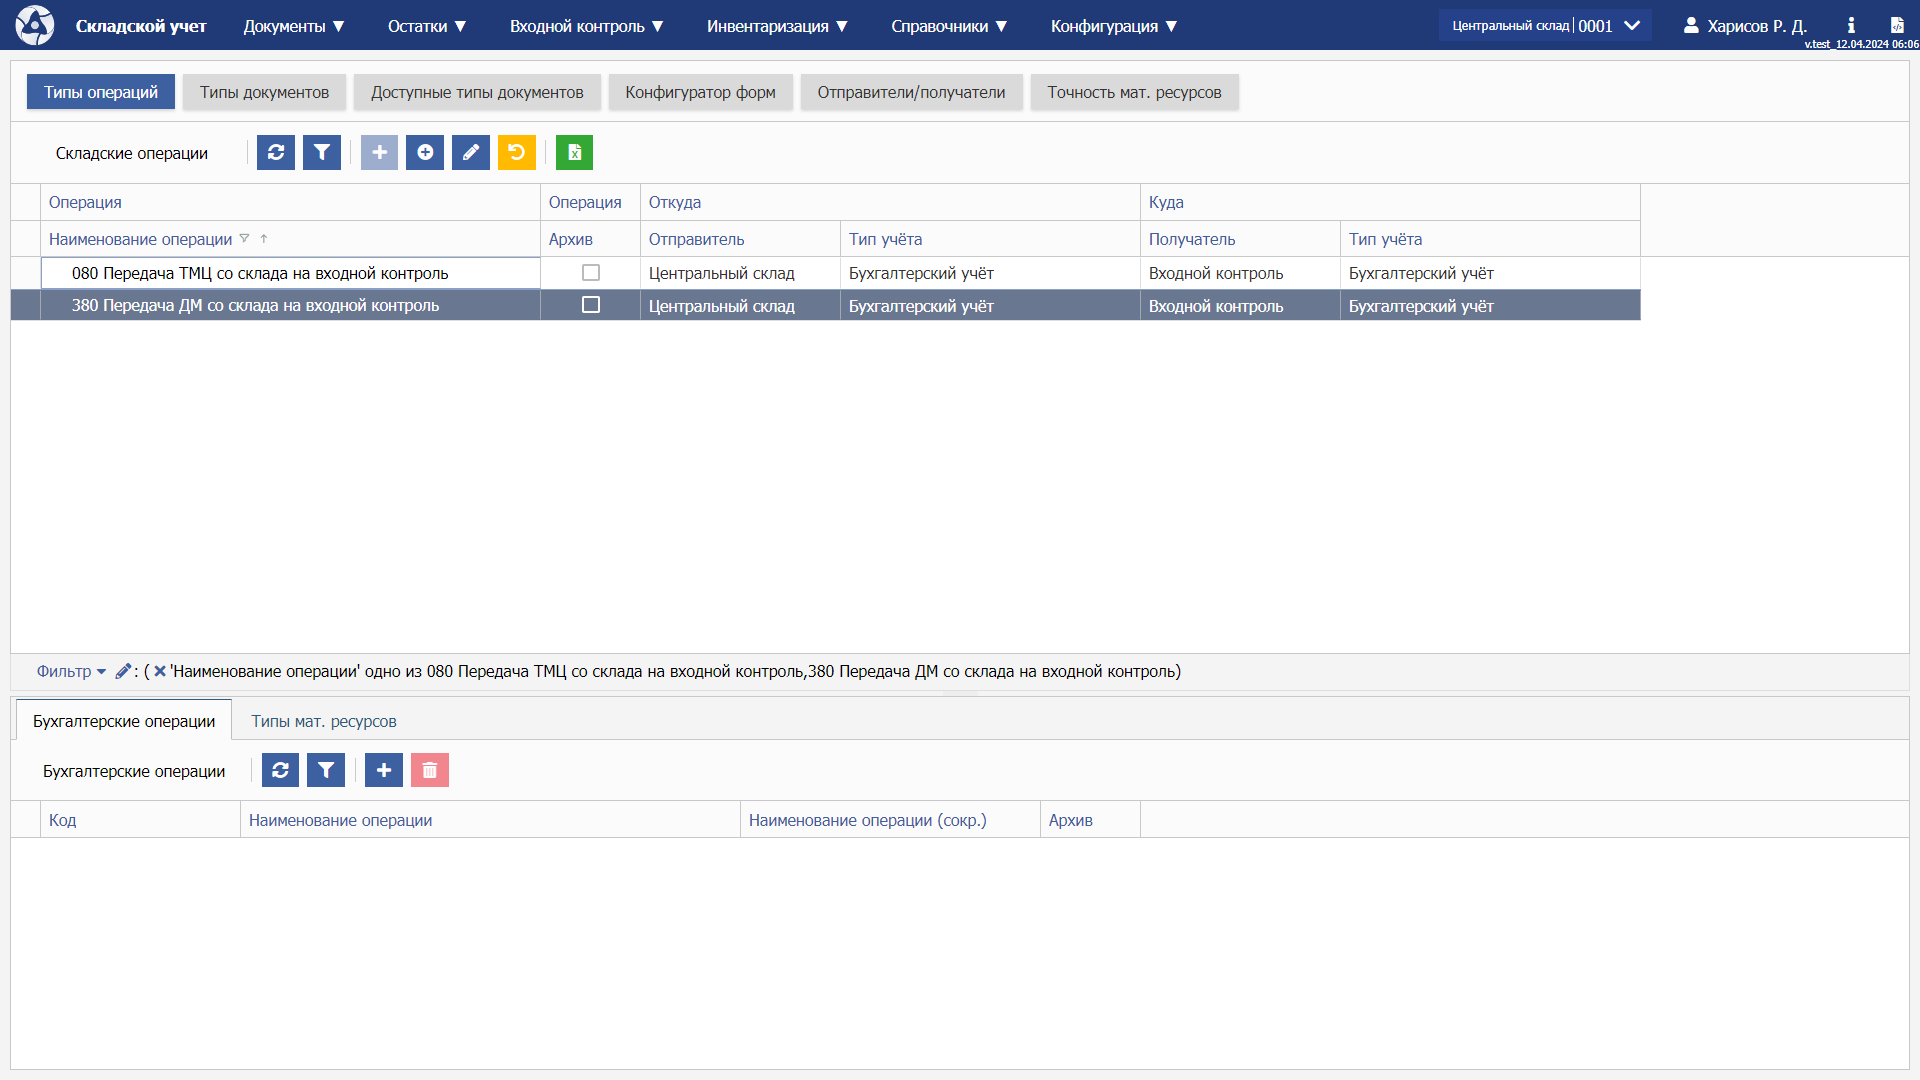 Складской учет Документы ▼ Остатки ▼ Входной контроль ▼ Инвентаризация ▼ Справочники ▼ Конфигурация ▼ Центральный склад | 0001 Харисов Р. Д.
v.test_12.04.2024 06:06
Типы операций Типы документов Доступные типы документов Конфигуратор форм Отправители/получатели Точность мат. ресурсов
Складские операции
Операция Операция Откуда Куда
Наименование операции Архив Отправитель Тип учёта Получатель Тип учёта
080 Передача ТМЦ со склада на входной контроль Центральный склад Бухгалтерский учёт Входной контроль Бухгалтерский учёт
380 Передача ДМ со склада на входной контроль Центральный склад Бухгалтерский учёт Входной контроль Бухгалтерский учёт
Фильтр : ( 'Наименование операции' одно из 080 Передача ТМЦ со склада на входной контроль,380 Передача ДМ со склада на входной контроль)
Бухгалтерские операции Типы мат. ресурсов
Бухгалтерские операции
Код Наименование операции Наименование операции (сокр.) Архив